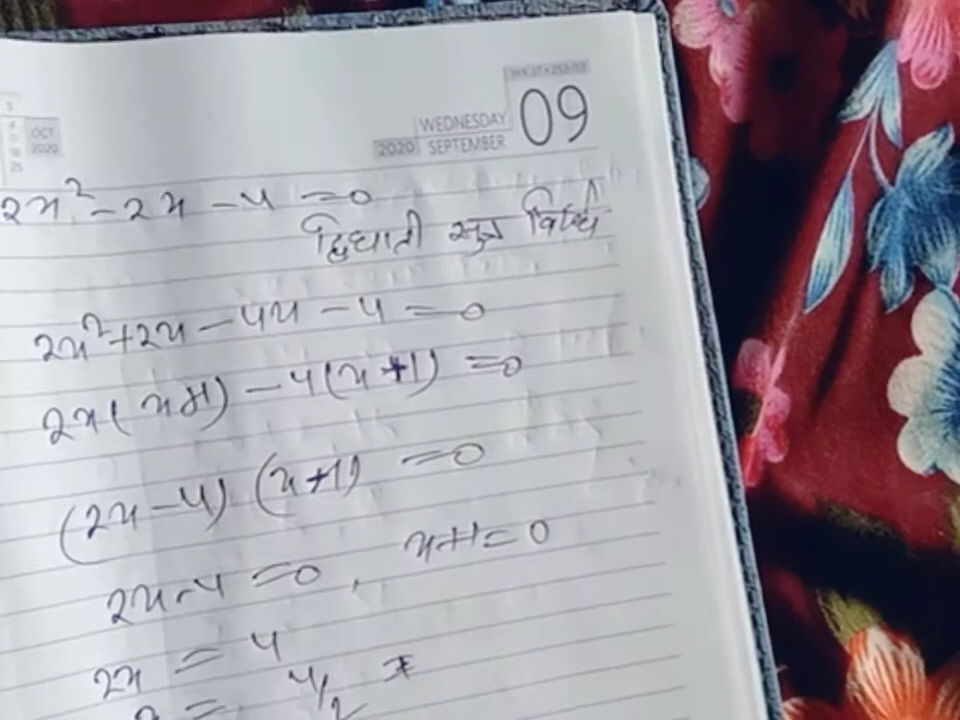 OCT
2020
WEDNESDAY
2020 SEPTEMBER
09
2x² - 2x - 4 = 0
द्विघाती सूत्र विधि
2x² + 2x - 4x - 4 = 0
2x(x+1) - 4(x+1) = 0
(2x-4) (x+1) = 0
2x-4 = 0, x+1 = 0
2x = 4
= 4/2